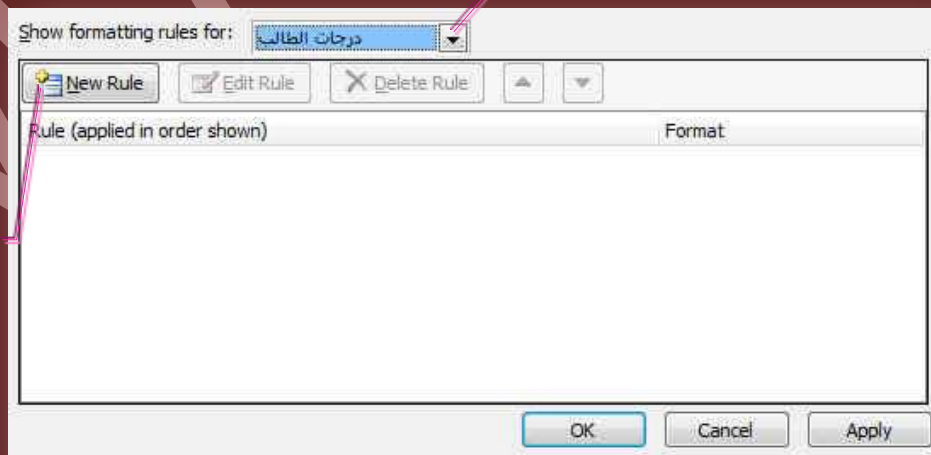 Show formatting rules for: درجات الطالب
New Rule Edit Rule Delete Rule
Rule (applied in order shown) Format
OK Cancel Apply